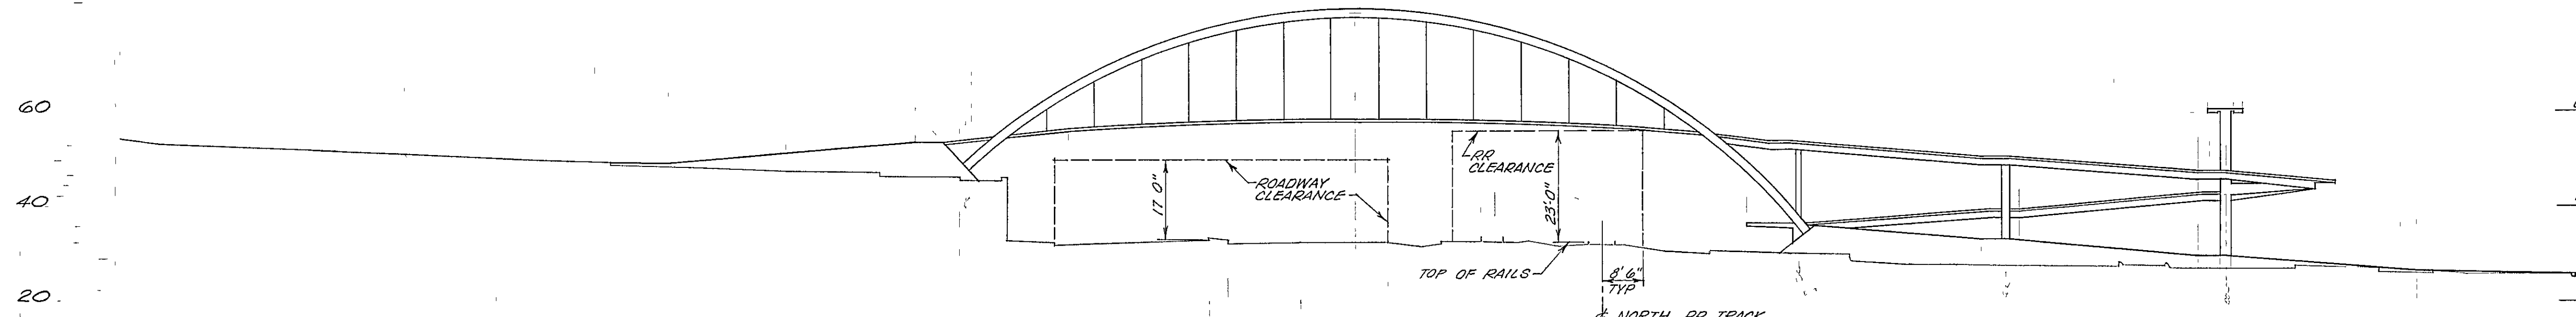 60
40
20
17'0"
ROADWAY
CLEARANCE
RR
CLEARANCE
23'-0"
TOP OF RAILS
8'6"
TYP
℄ NORTH RR TRACK